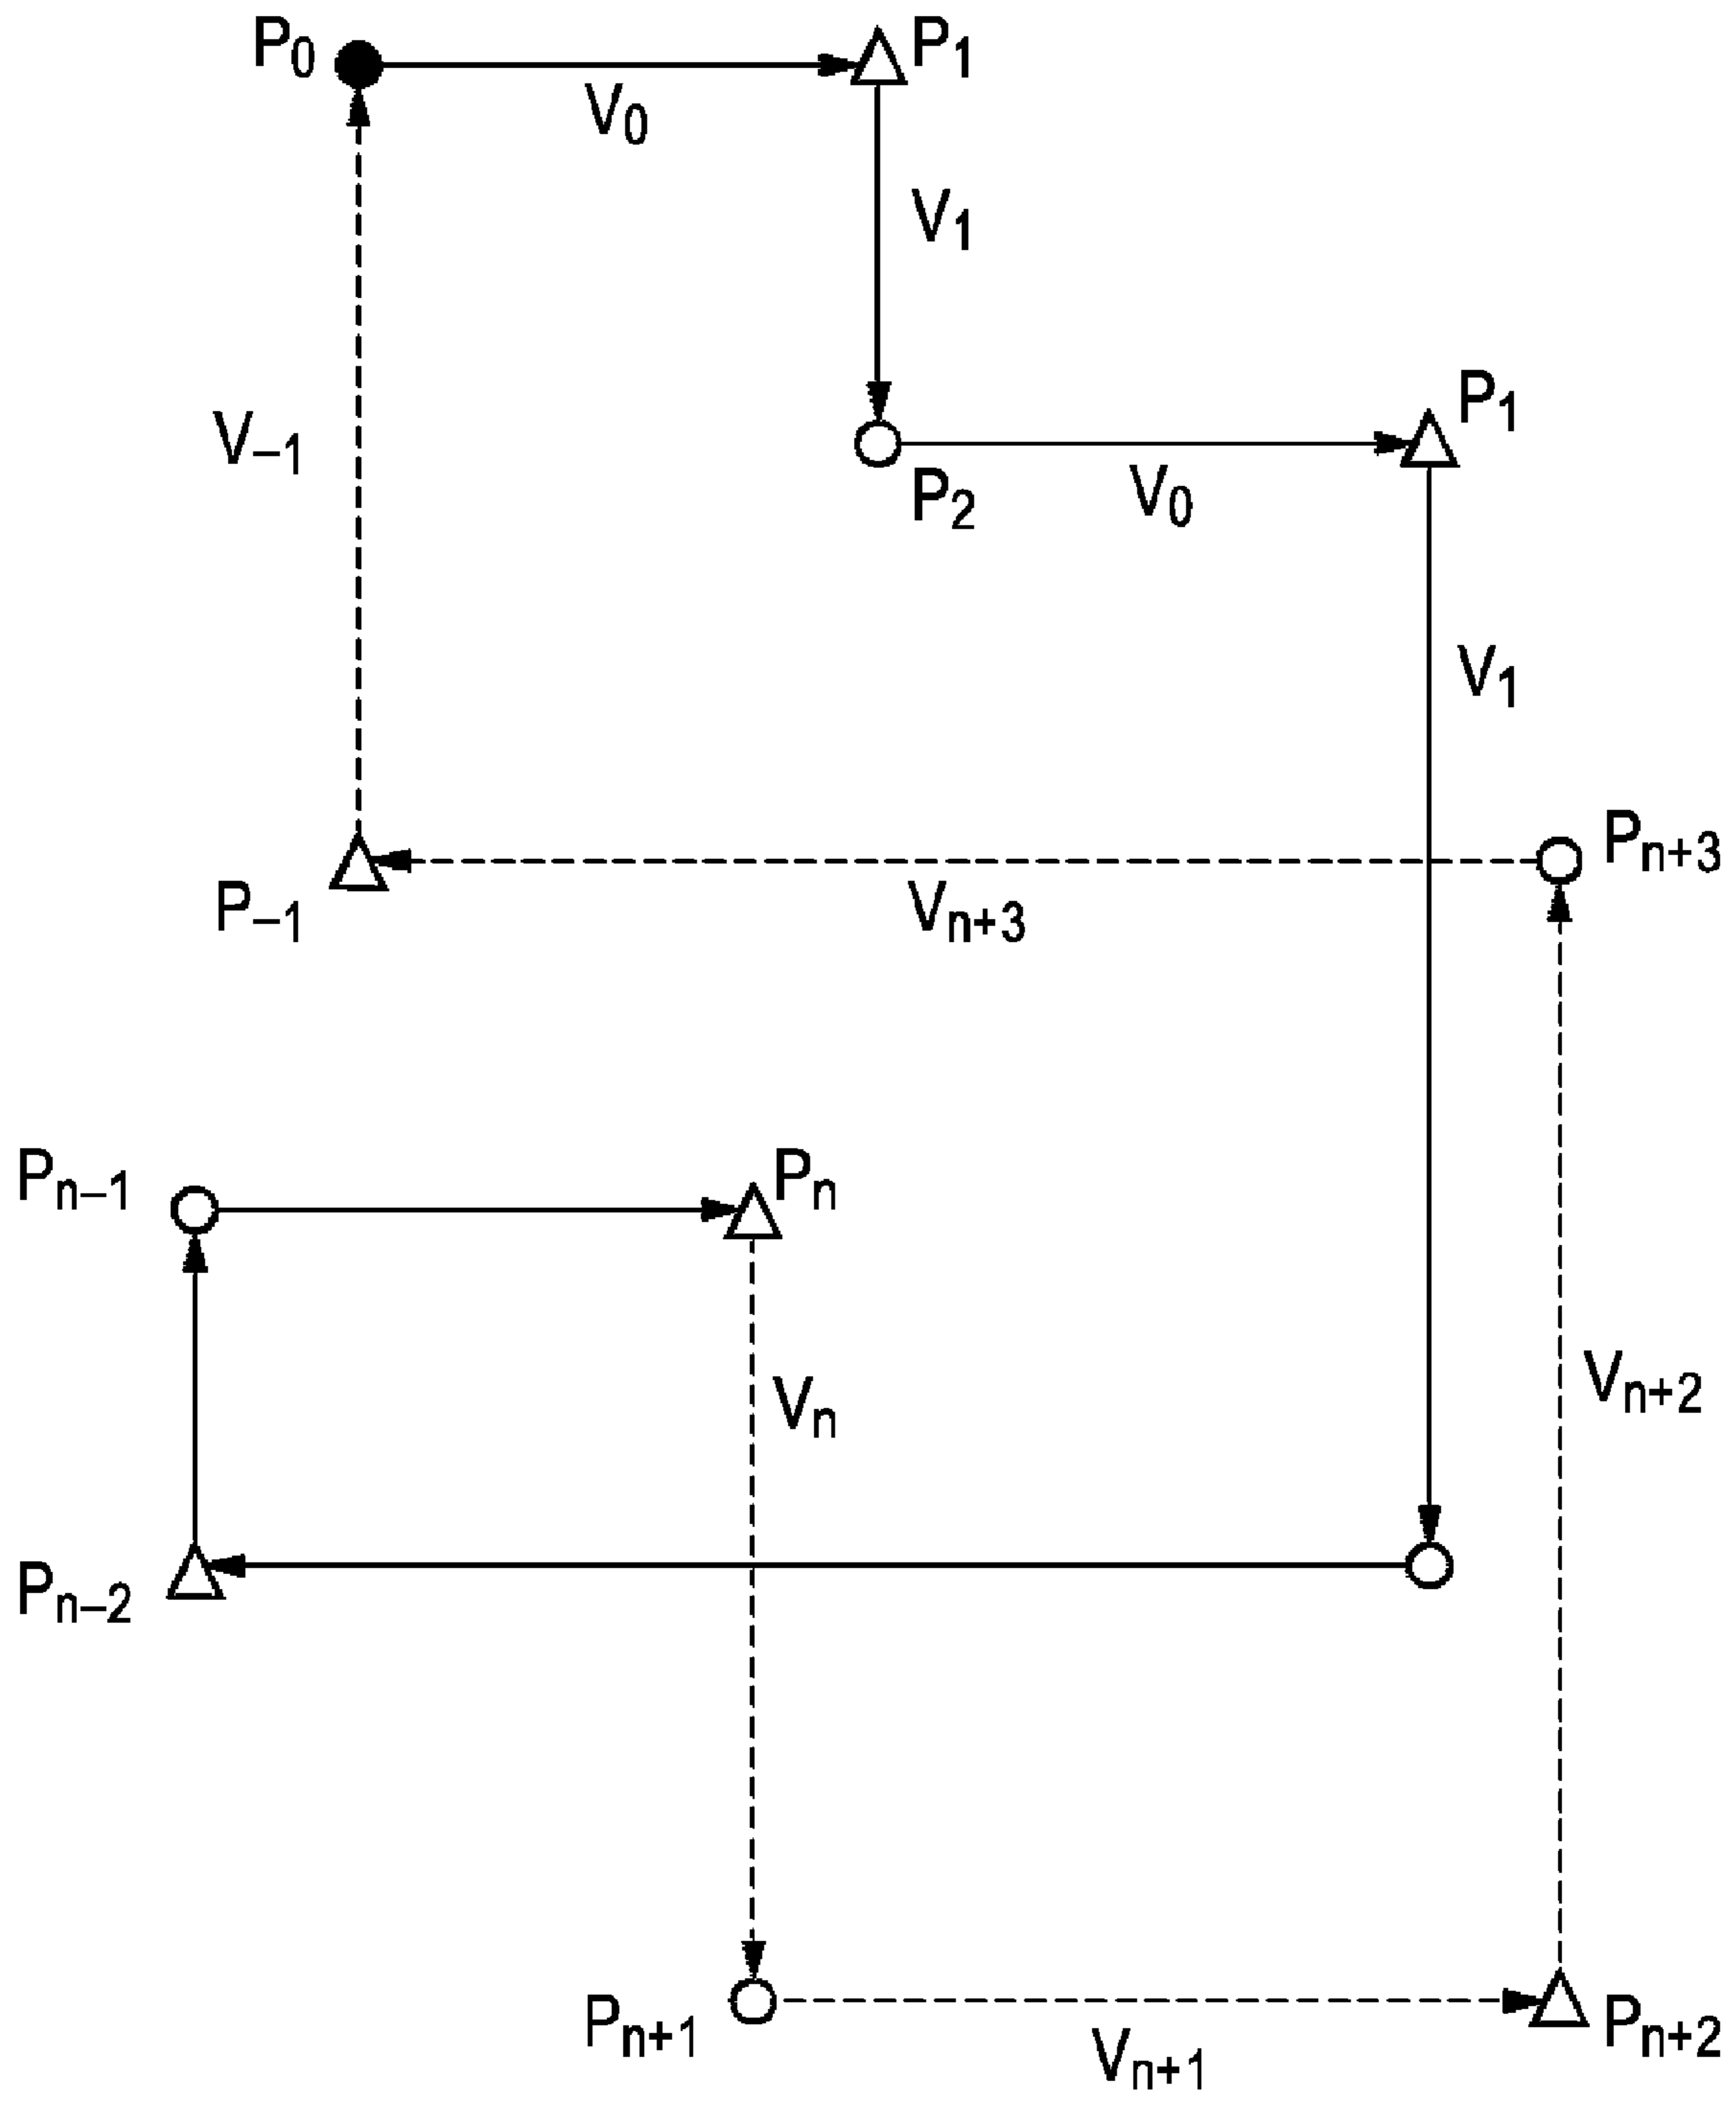 P₀
P₁
V₀
V₁
P₁
V₋₁
P₂
V₀
V₁
Pₙ₊₃
P₋₁
Vₙ₊₃
Pₙ₋₁
Pₙ
Vₙ
Vₙ₊₂
Pₙ₋₂
Pₙ₊₁
Vₙ₊₁
Pₙ₊₂